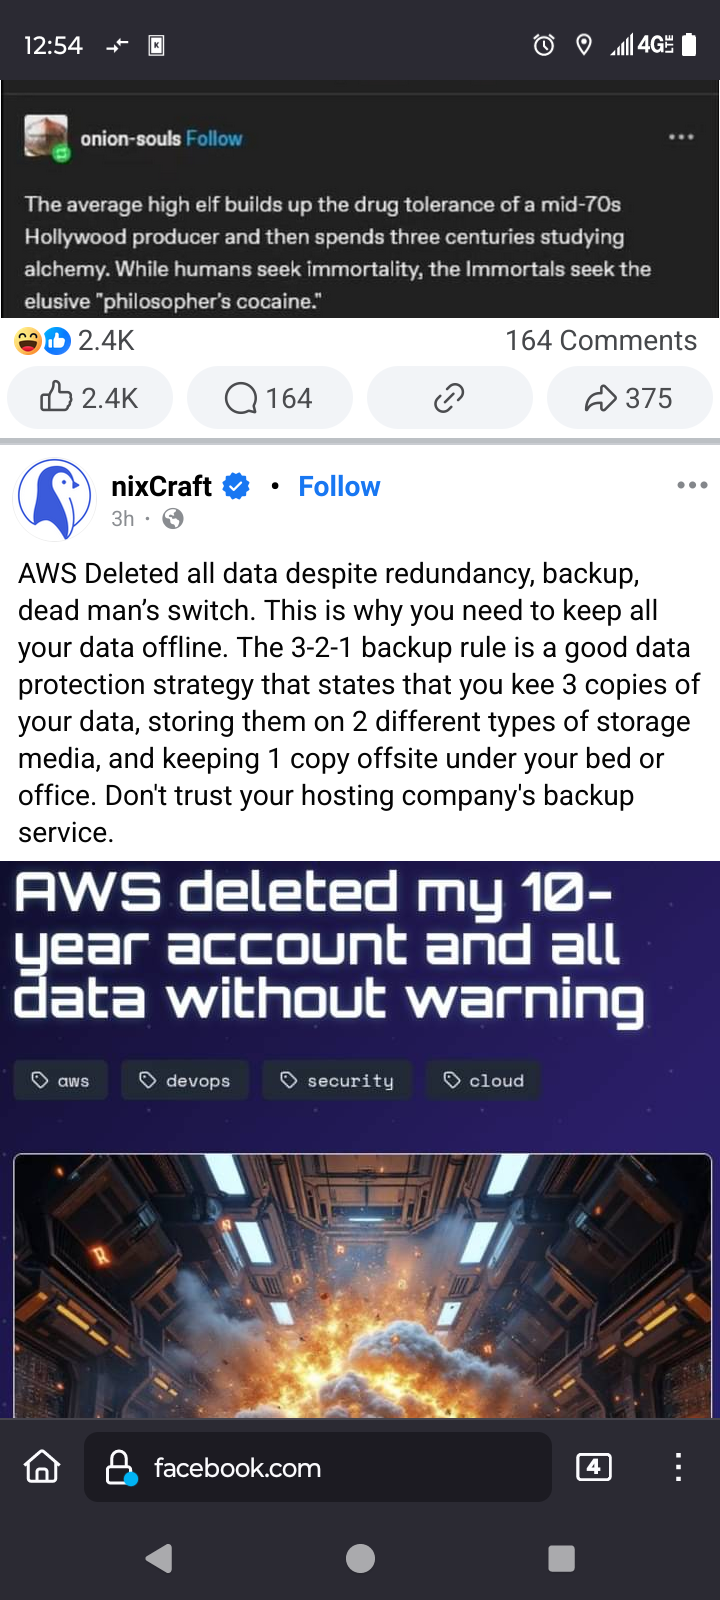 12:54
4G LTE
onion-souls Follow
The average high elf builds up the drug tolerance of a mid-70s
Hollywood producer and then spends three centuries studying
alchemy. While humans seek immortality, the Immortals seek the
elusive "philosopher's cocaine."
2.4K
164 Comments
2.4K
164
375
nixCraft • Follow
3h ·
AWS Deleted all data despite redundancy, backup,
dead man’s switch. This is why you need to keep all
your data offline. The 3-2-1 backup rule is a good data
protection strategy that states that you kee 3 copies of
your data, storing them on 2 different types of storage
media, and keeping 1 copy offsite under your bed or
office. Don't trust your hosting company's backup
service.
AWS deleted my 10-
year account and all
data without warning
aws
devops
security
cloud
facebook.com
4